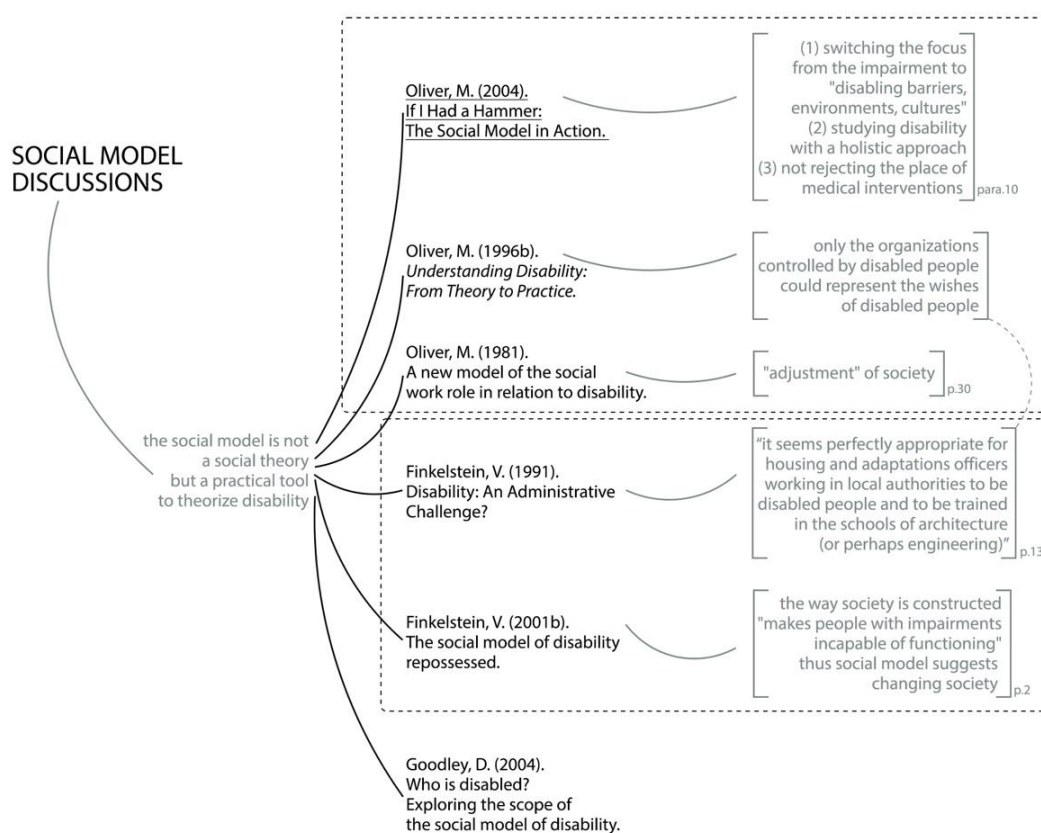 SOCIAL MODEL
DISCUSSIONS
the social model is not
a social theory
but a practical tool
to theorize disability
Oliver, M. (2004).
If I Had a Hammer:
The Social Model in Action.
(1) switching the focus
from the impairment to
"disabling barriers,
environments, cultures"
(2) studying disability
with a holistic approach
(3) not rejecting the place of
medical interventions
para.10
Oliver, M. (1996b).
Understanding Disability:
From Theory to Practice.
only the organizations
controlled by disabled people
could represent the wishes
of disabled people
Oliver, M. (1981).
A new model of the social
work role in relation to disability.
"adjustment" of society
p.30
Finkelstein, V. (1991).
Disability: An Administrative
Challenge?
"it seems perfectly appropriate for
housing and adaptations officers
working in local authorities to be
disabled people and to be trained
in the schools of architecture
(or perhaps engineering)"
p.13
Finkelstein, V. (2001b).
The social model of disability
repossessed.
the way society is constructed
"makes people with impairments
incapable of functioning"
thus social model suggests
changing society
p.2
Goodley, D. (2004).
Who is disabled?
Exploring the scope of
the social model of disability.